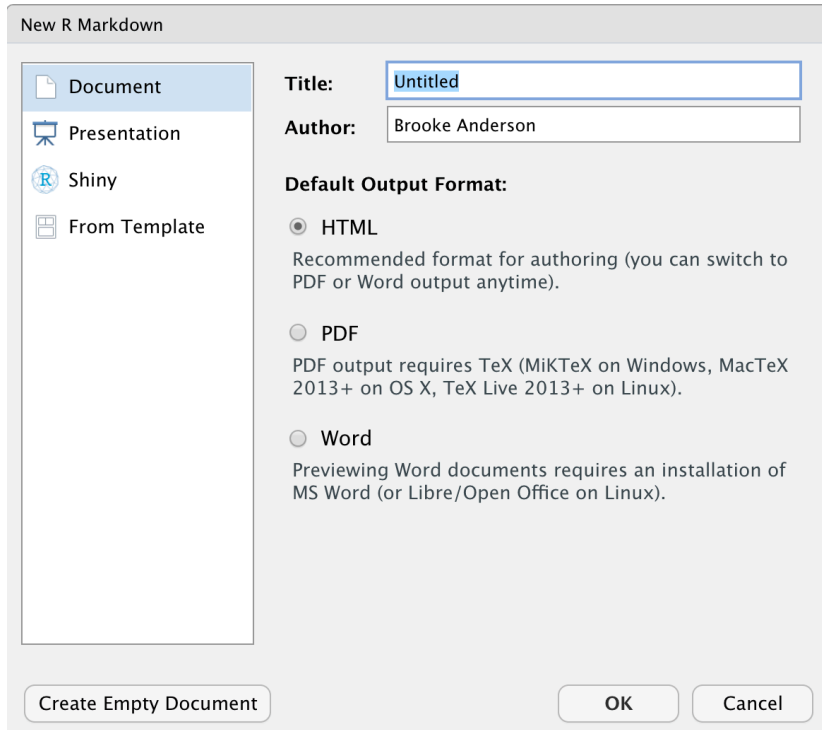 New R Markdown
Document
Presentation
R Shiny
From Template
Title: Untitled
Author: Brooke Anderson
Default Output Format:
HTML
Recommended format for authoring (you can switch to
PDF or Word output anytime).
PDF
PDF output requires TeX (MiKTeX on Windows, MacTeX
2013+ on OS X, TeX Live 2013+ on Linux).
Word
Previewing Word documents requires an installation of
MS Word (or Libre/Open Office on Linux).
Create Empty Document
OK
Cancel